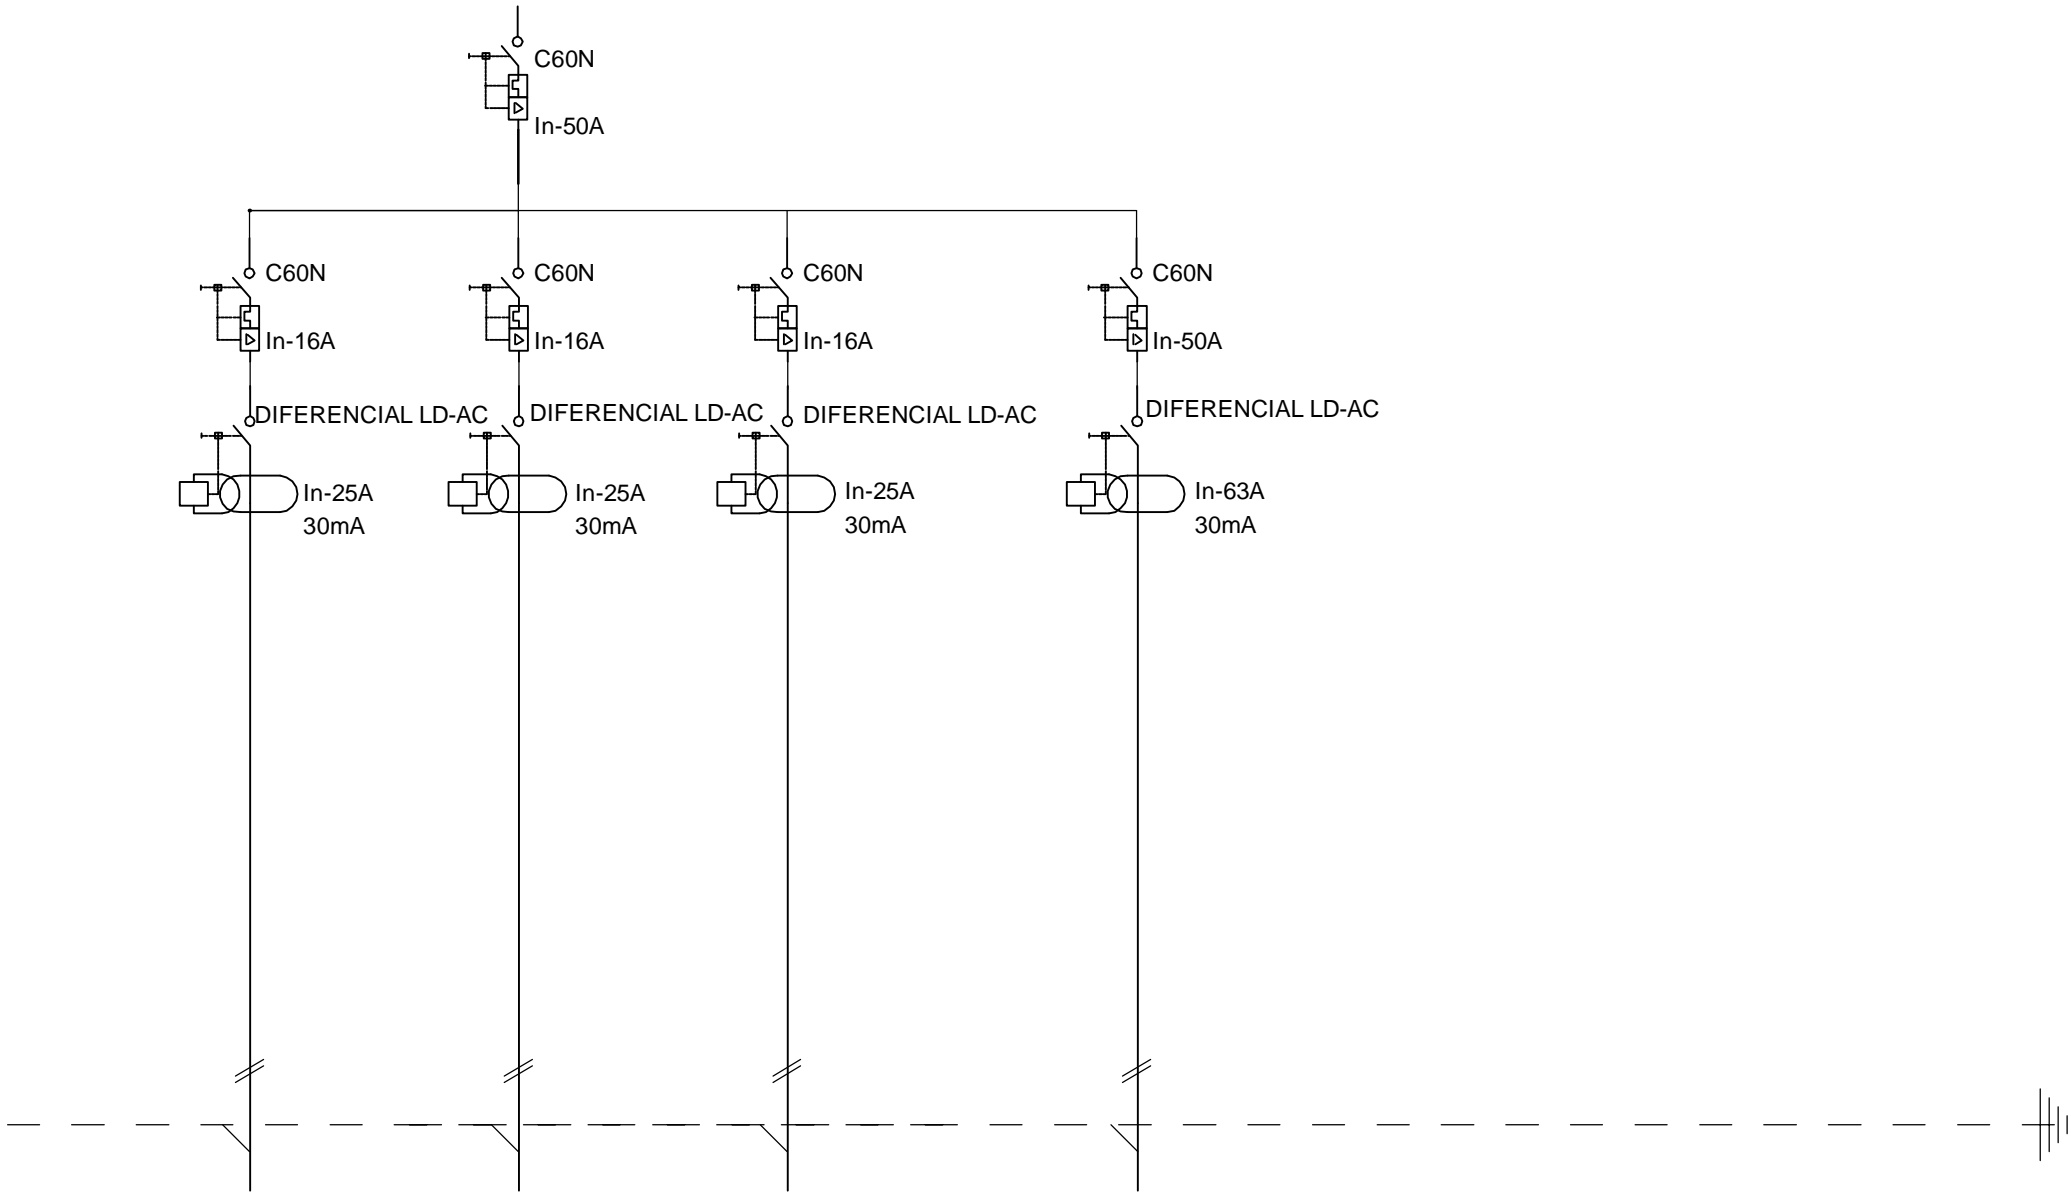 C60N
In-50A
C60N
C60N
C60N
C60N
In-16A
In-16A
In-16A
In-50A
DIFERENCIAL LD-AC
DIFERENCIAL LD-AC
DIFERENCIAL LD-AC
DIFERENCIAL LD-AC
In-25A
In-25A
In-25A
In-63A
30mA
30mA
30mA
30mA